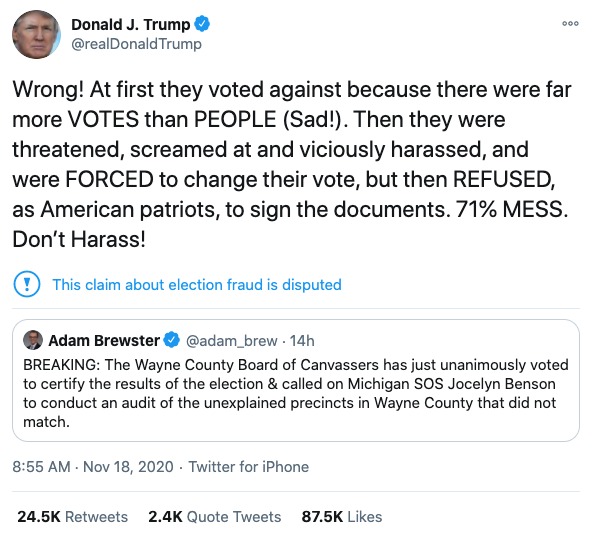 Donald J. Trump
@realDonaldTrump
Wrong! At first they voted against because there were far
more VOTES than PEOPLE (Sad!). Then they were
threatened, screamed at and viciously harassed, and
were FORCED to change their vote, but then REFUSED,
as American patriots, to sign the documents. 71% MESS.
Don’t Harass!
This claim about election fraud is disputed
Adam Brewster @adam_brew · 14h
BREAKING: The Wayne County Board of Canvassers has just unanimously voted
to certify the results of the election & called on Michigan SOS Jocelyn Benson
to conduct an audit of the unexplained precincts in Wayne County that did not
match.
8:55 AM · Nov 18, 2020 · Twitter for iPhone
24.5K Retweets 2.4K Quote Tweets 87.5K Likes